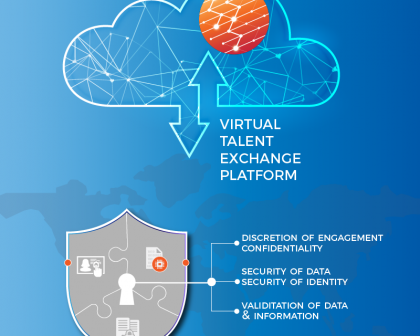 VIRTUAL
TALENT
EXCHANGE
PLATFORM
DISCRETION OF ENGAGEMENT
CONFIDENTIALITY
SECURITY OF DATA
SECURITY OF IDENTITY
VALIDITATION OF DATA
& INFORMATION